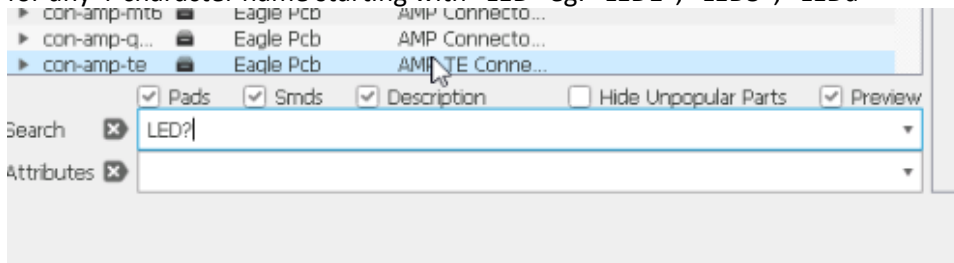 for any 4 character name starting with "LED" eg. "LED1", "LED3", "LEDa"
con-amp-mt6 Eagle Pcb AMP Connecto...
con-amp-q... Eagle Pcb AMP Connecto...
con-amp-te Eagle Pcb AMP TE Conne...
Pads Smds Description Hide Unpopular Parts Preview
Search LED?
Attributes